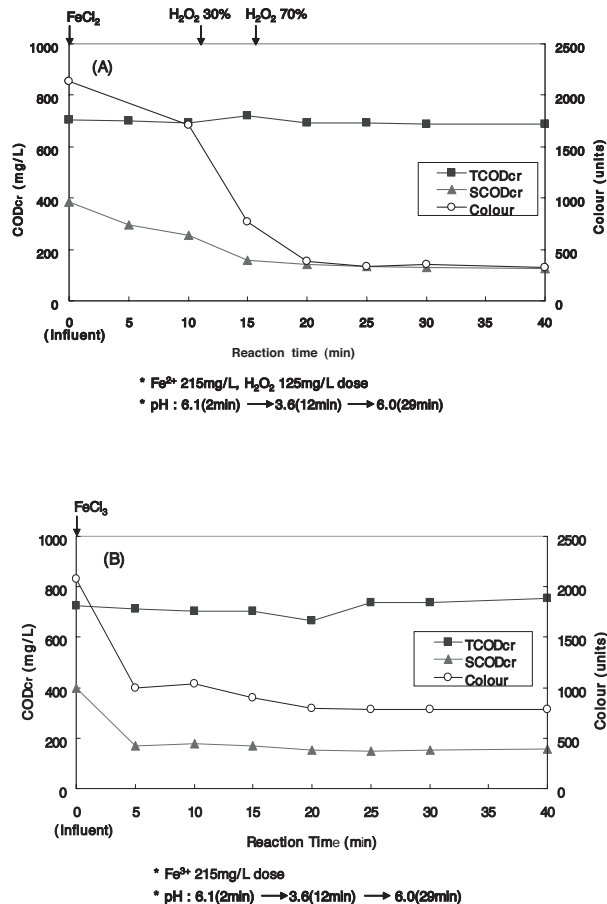 FeCl₂
H₂O₂ 30%
H₂O₂ 70%
(A)
1000
800
600
400
200
0
CODcr (mg/L)
2500
2000
1500
1000
500
0
Colour (units)
TCODcr
SCODcr
Colour
0 5 10 15 20 25 30 35 40
(Influent)
Reaction time (min)
* Fe²⁺ 215mg/L, H₂O₂ 125mg/L dose
* pH : 6.1(2min) → 3.6(12min) → 6.0(29min)
FeCl₃
(B)
1000
800
600
400
200
0
CODcr (mg/L)
2500
2000
1500
1000
500
0
Colour (units)
TCODcr
SCODcr
Colour
0 5 10 15 20 25 30 35 40
(Influent)
Reaction Time (min)
* Fe³⁺ 215mg/L dose
* pH : 6.1(2min) → 3.6(12min) → 6.0(29min)